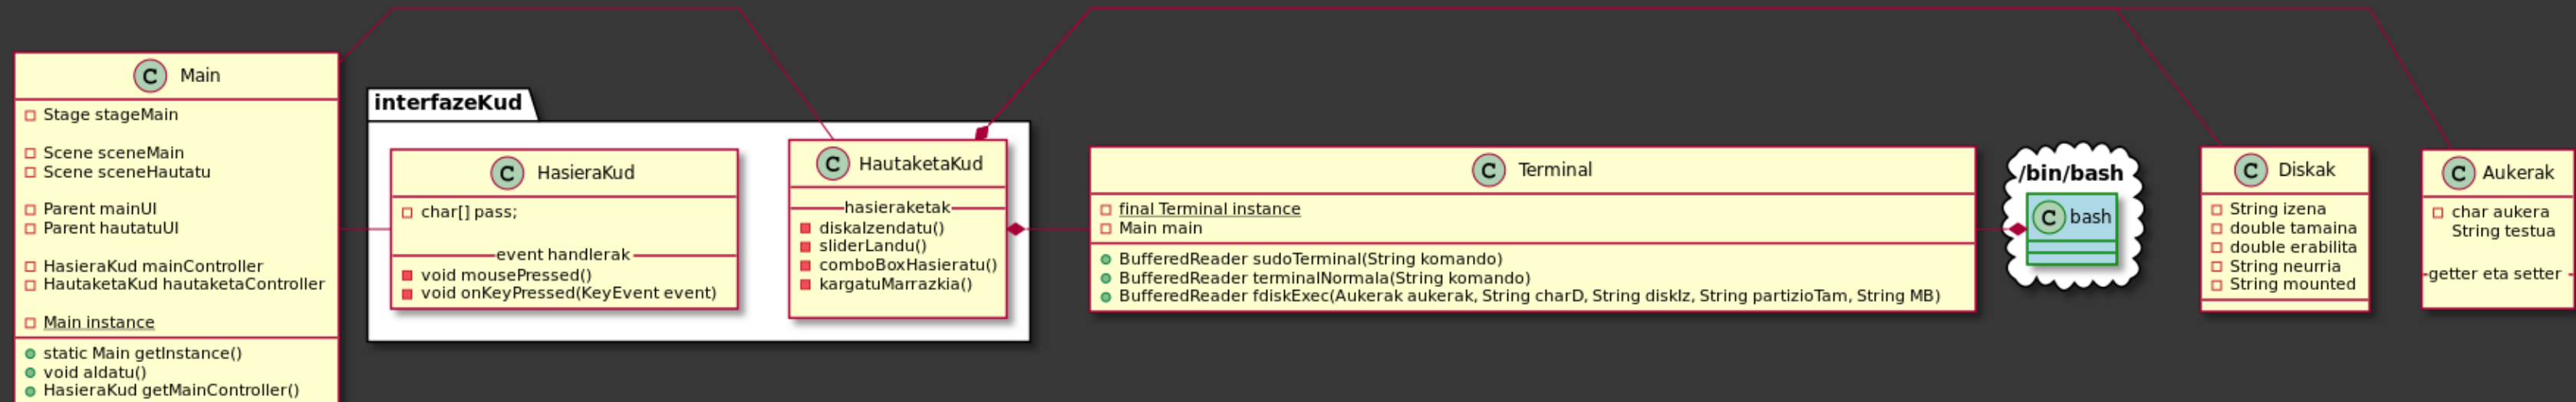 C Main
Stage stageMain
Scene sceneMain
Scene sceneHautatu
Parent mainUI
Parent hautatuUI
HasieraKud mainController
HautaketaKud hautaketaController
Main instance
static Main getInstance()
void aldatu()
HasieraKud getMainController()
interfazeKud
C HasieraKud
char[] pass;
event handlerak
void mousePressed()
void onKeyPressed(KeyEvent event)
C HautaketaKud
hasieraketak
diskaIzendatu()
sliderLandu()
comboBoxHasieratu()
kargatuMarrazkia()
C Terminal
final Terminal instance
Main main
BufferedReader sudoTerminal(String komando)
BufferedReader terminalNormala(String komando)
BufferedReader fdiskExec(Aukerak aukerak, String charD, String diskIz, String partizioTam, String MB)
/bin/bash
C bash
C Diskak
String izena
double tamaina
double erabilita
String neurria
String mounted
C Aukerak
char aukera
String testua
getter eta setter